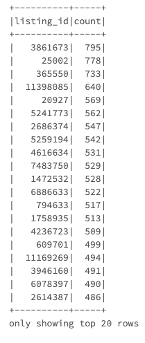 +----------+-----+
|listing_id|count|
+----------+-----+
|   3861673|  795|
|     25002|  778|
|    365550|  733|
|  11398085|  640|
|     20927|  569|
|   5241773|  562|
|   2686374|  547|
|   5259194|  542|
|   4616634|  531|
|   7483750|  529|
|   1472532|  528|
|   6886633|  522|
|    794633|  517|
|   1758935|  513|
|   4236723|  509|
|    609701|  499|
|  11169269|  494|
|   3946160|  491|
|   6078397|  490|
|   2614387|  486|
+----------+-----+
only showing top 20 rows